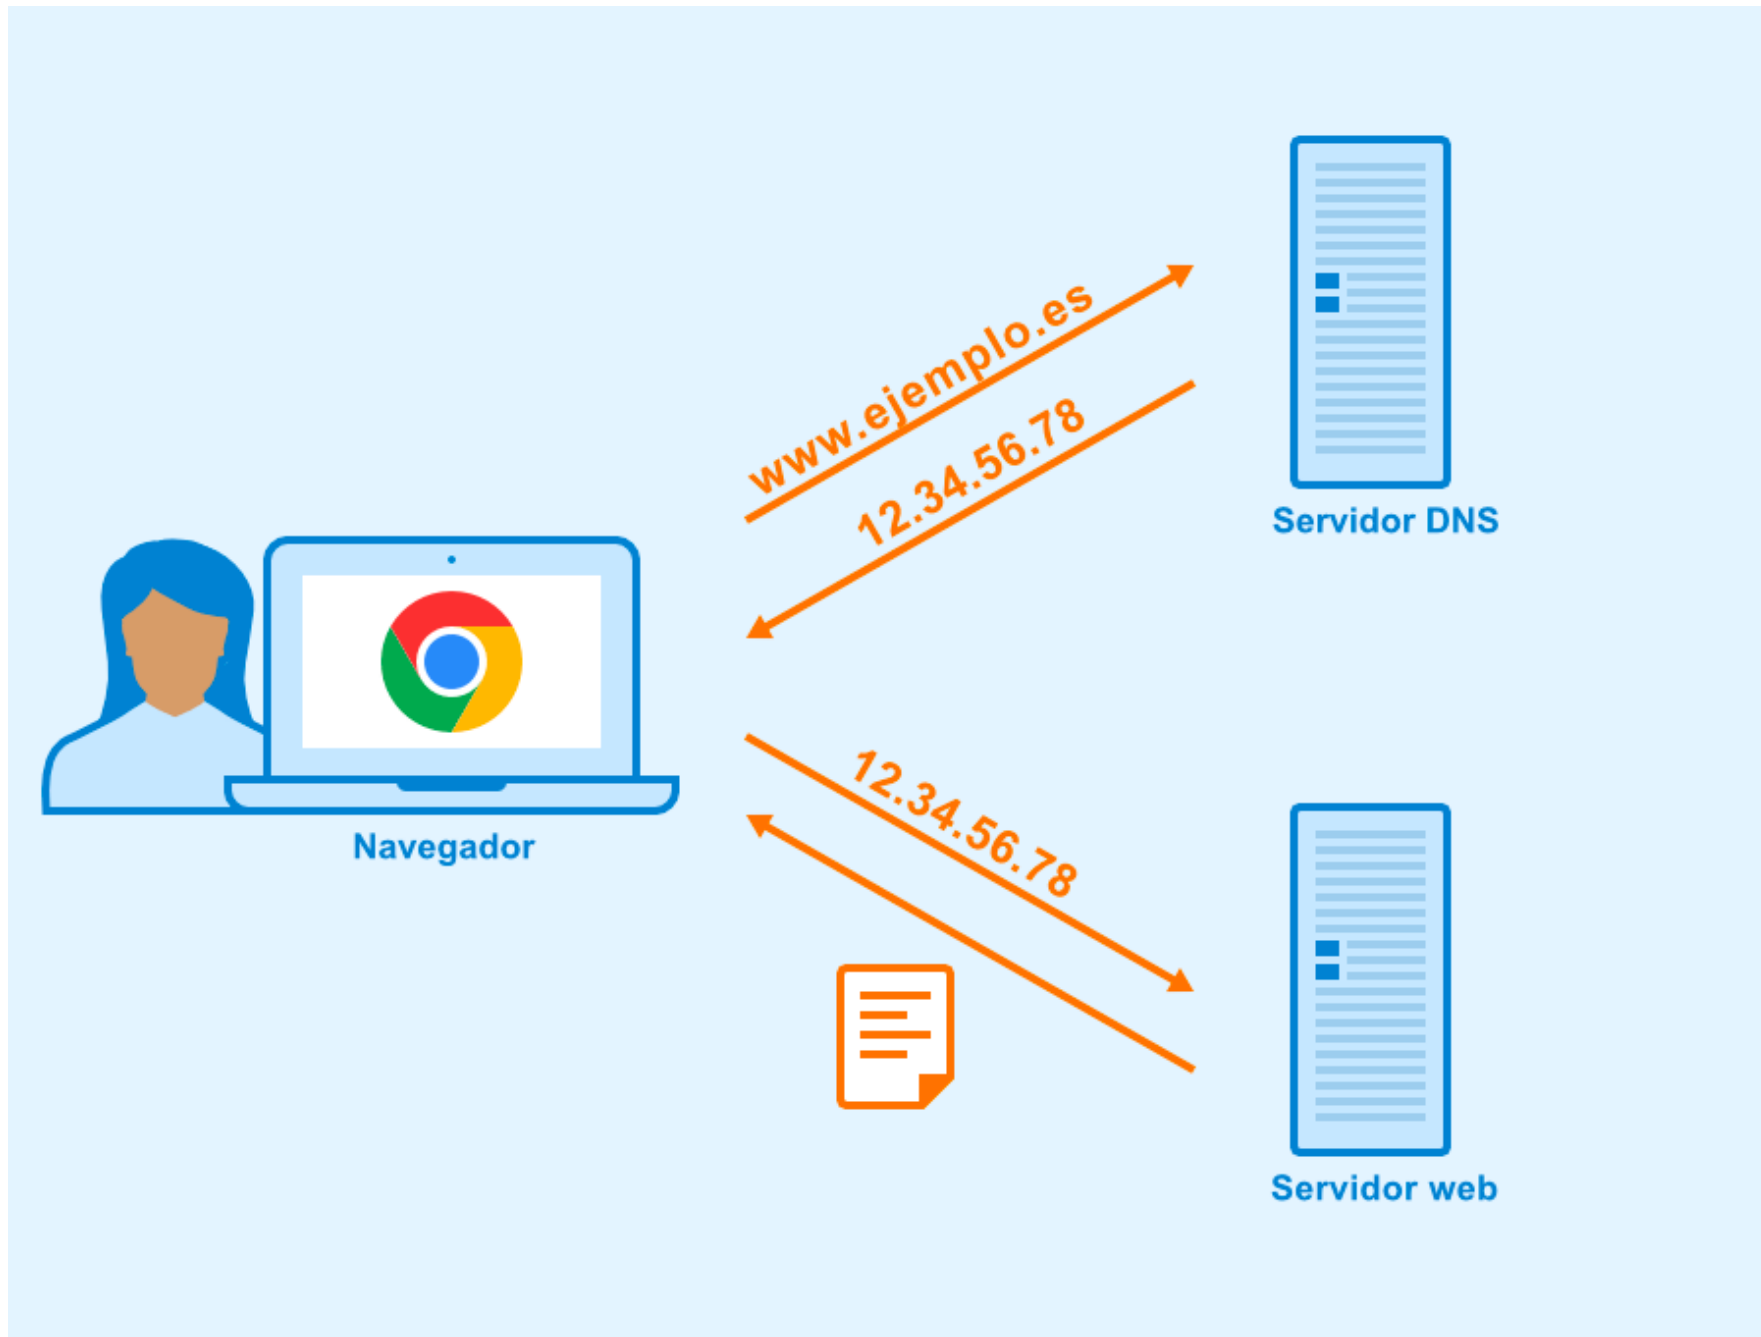 www.ejemplo.es
12.34.56.78
Servidor DNS
Navegador
12.34.56.78
Servidor web